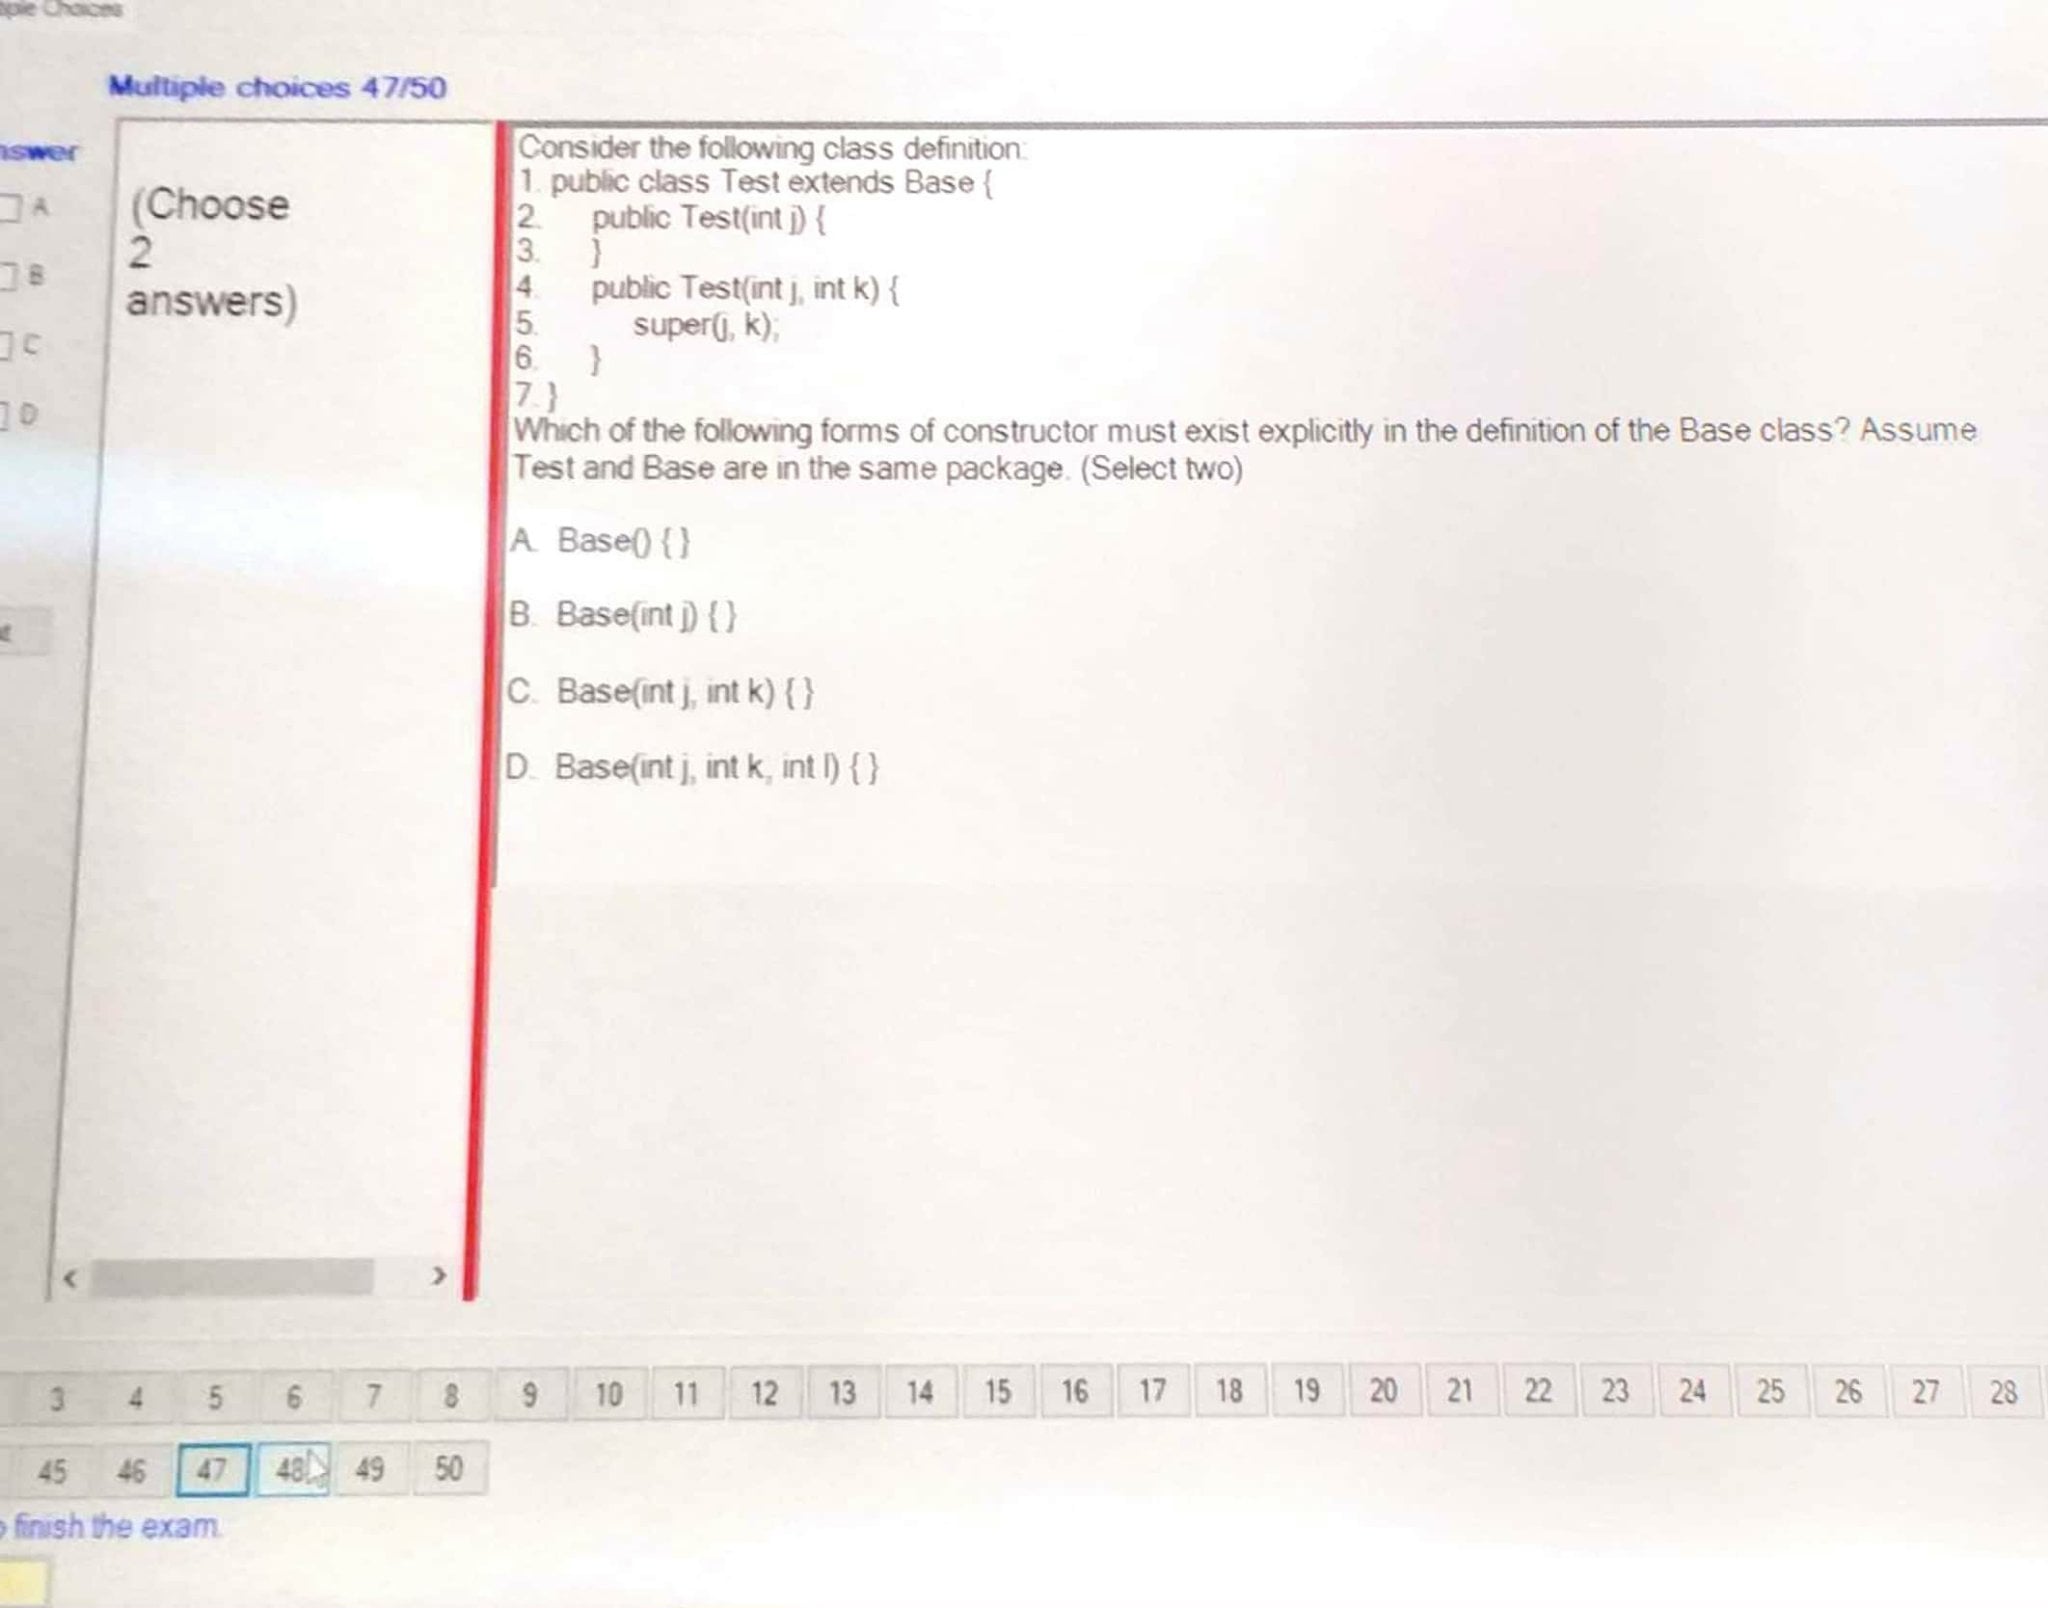 Choices
Multiple choices 47/50
A
B
C
D
(Choose
2
answers)
Consider the following class definition:
1. public class Test extends Base {
2. public Test(int j) {
3. }
4. public Test(int j, int k) {
5. super(j, k);
6. }
7. }
Which of the following forms of constructor must exist explicitly in the definition of the Base class? Assume
Test and Base are in the same package. (Select two)
A. Base() { }
B. Base(int j) { }
C. Base(int j, int k) { }
D. Base(int j, int k, int l) { }
< >
3 4 5 6 7 8 9 10 11 12 13 14 15 16 17 18 19 20 21 22 23 24 25 26 27 28
45 46 47 48 49 50
finish the exam.